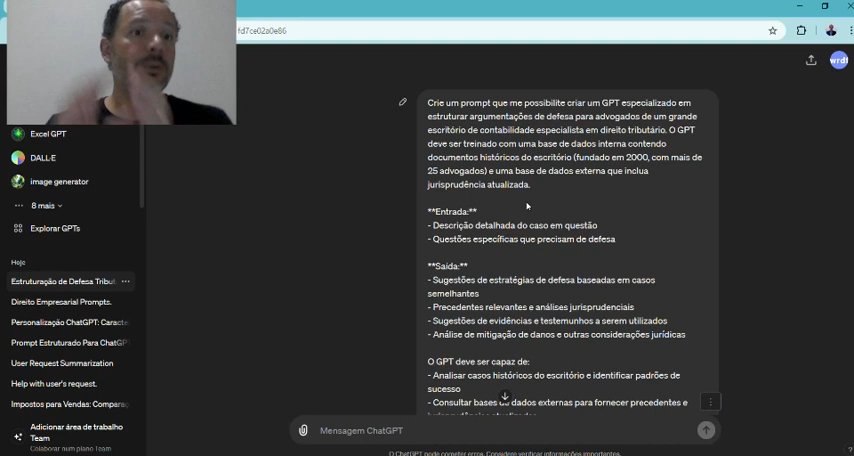 fd7ce02a0e86
wrdf
Crie um prompt que me possibilite criar um GPT especializado em
estruturar argumentações de defesa para advogados de um grande
escritório de contabilidade especialista em direito tributário. O GPT
deve ser treinado com uma base de dados interna contendo
documentos históricos do escritório (fundado em 2000, com mais de
25 advogados) e uma base de dados externa que inclua
jurisprudência atualizada.
**Entrada:**
- Descrição detalhada do caso em questão
- Questões específicas que precisam de defesa
**Saída:**
- Sugestões de estratégias de defesa baseadas em casos
semelhantes
- Precedentes relevantes e análises jurisprudenciais
- Sugestões de evidências e testemunhos a serem utilizados
- Análise de mitigação de danos e outras considerações jurídicas
O GPT deve ser capaz de:
- Analisar casos históricos do escritório e identificar padrões de
sucesso
- Consultar bases de dados externas para fornecer precedentes e
jurisprudências atualizadas
Excel GPT
DALL·E
image generator
8 mais
Explorar GPTs
Hoje
Estruturação de Defesa Tribut
Direito Empresarial Prompts.
Personalização ChatGPT: Caracte
Prompt Estruturado Para ChatGP
User Request Summarization
Help with user's request.
Impostos para Vendas: Comparaç
Adicionar área de trabalho
Team
Colaborar num plano Team
Mensagem ChatGPT
O ChatGPT pode cometer erros. Considere verificar informações importantes.
?